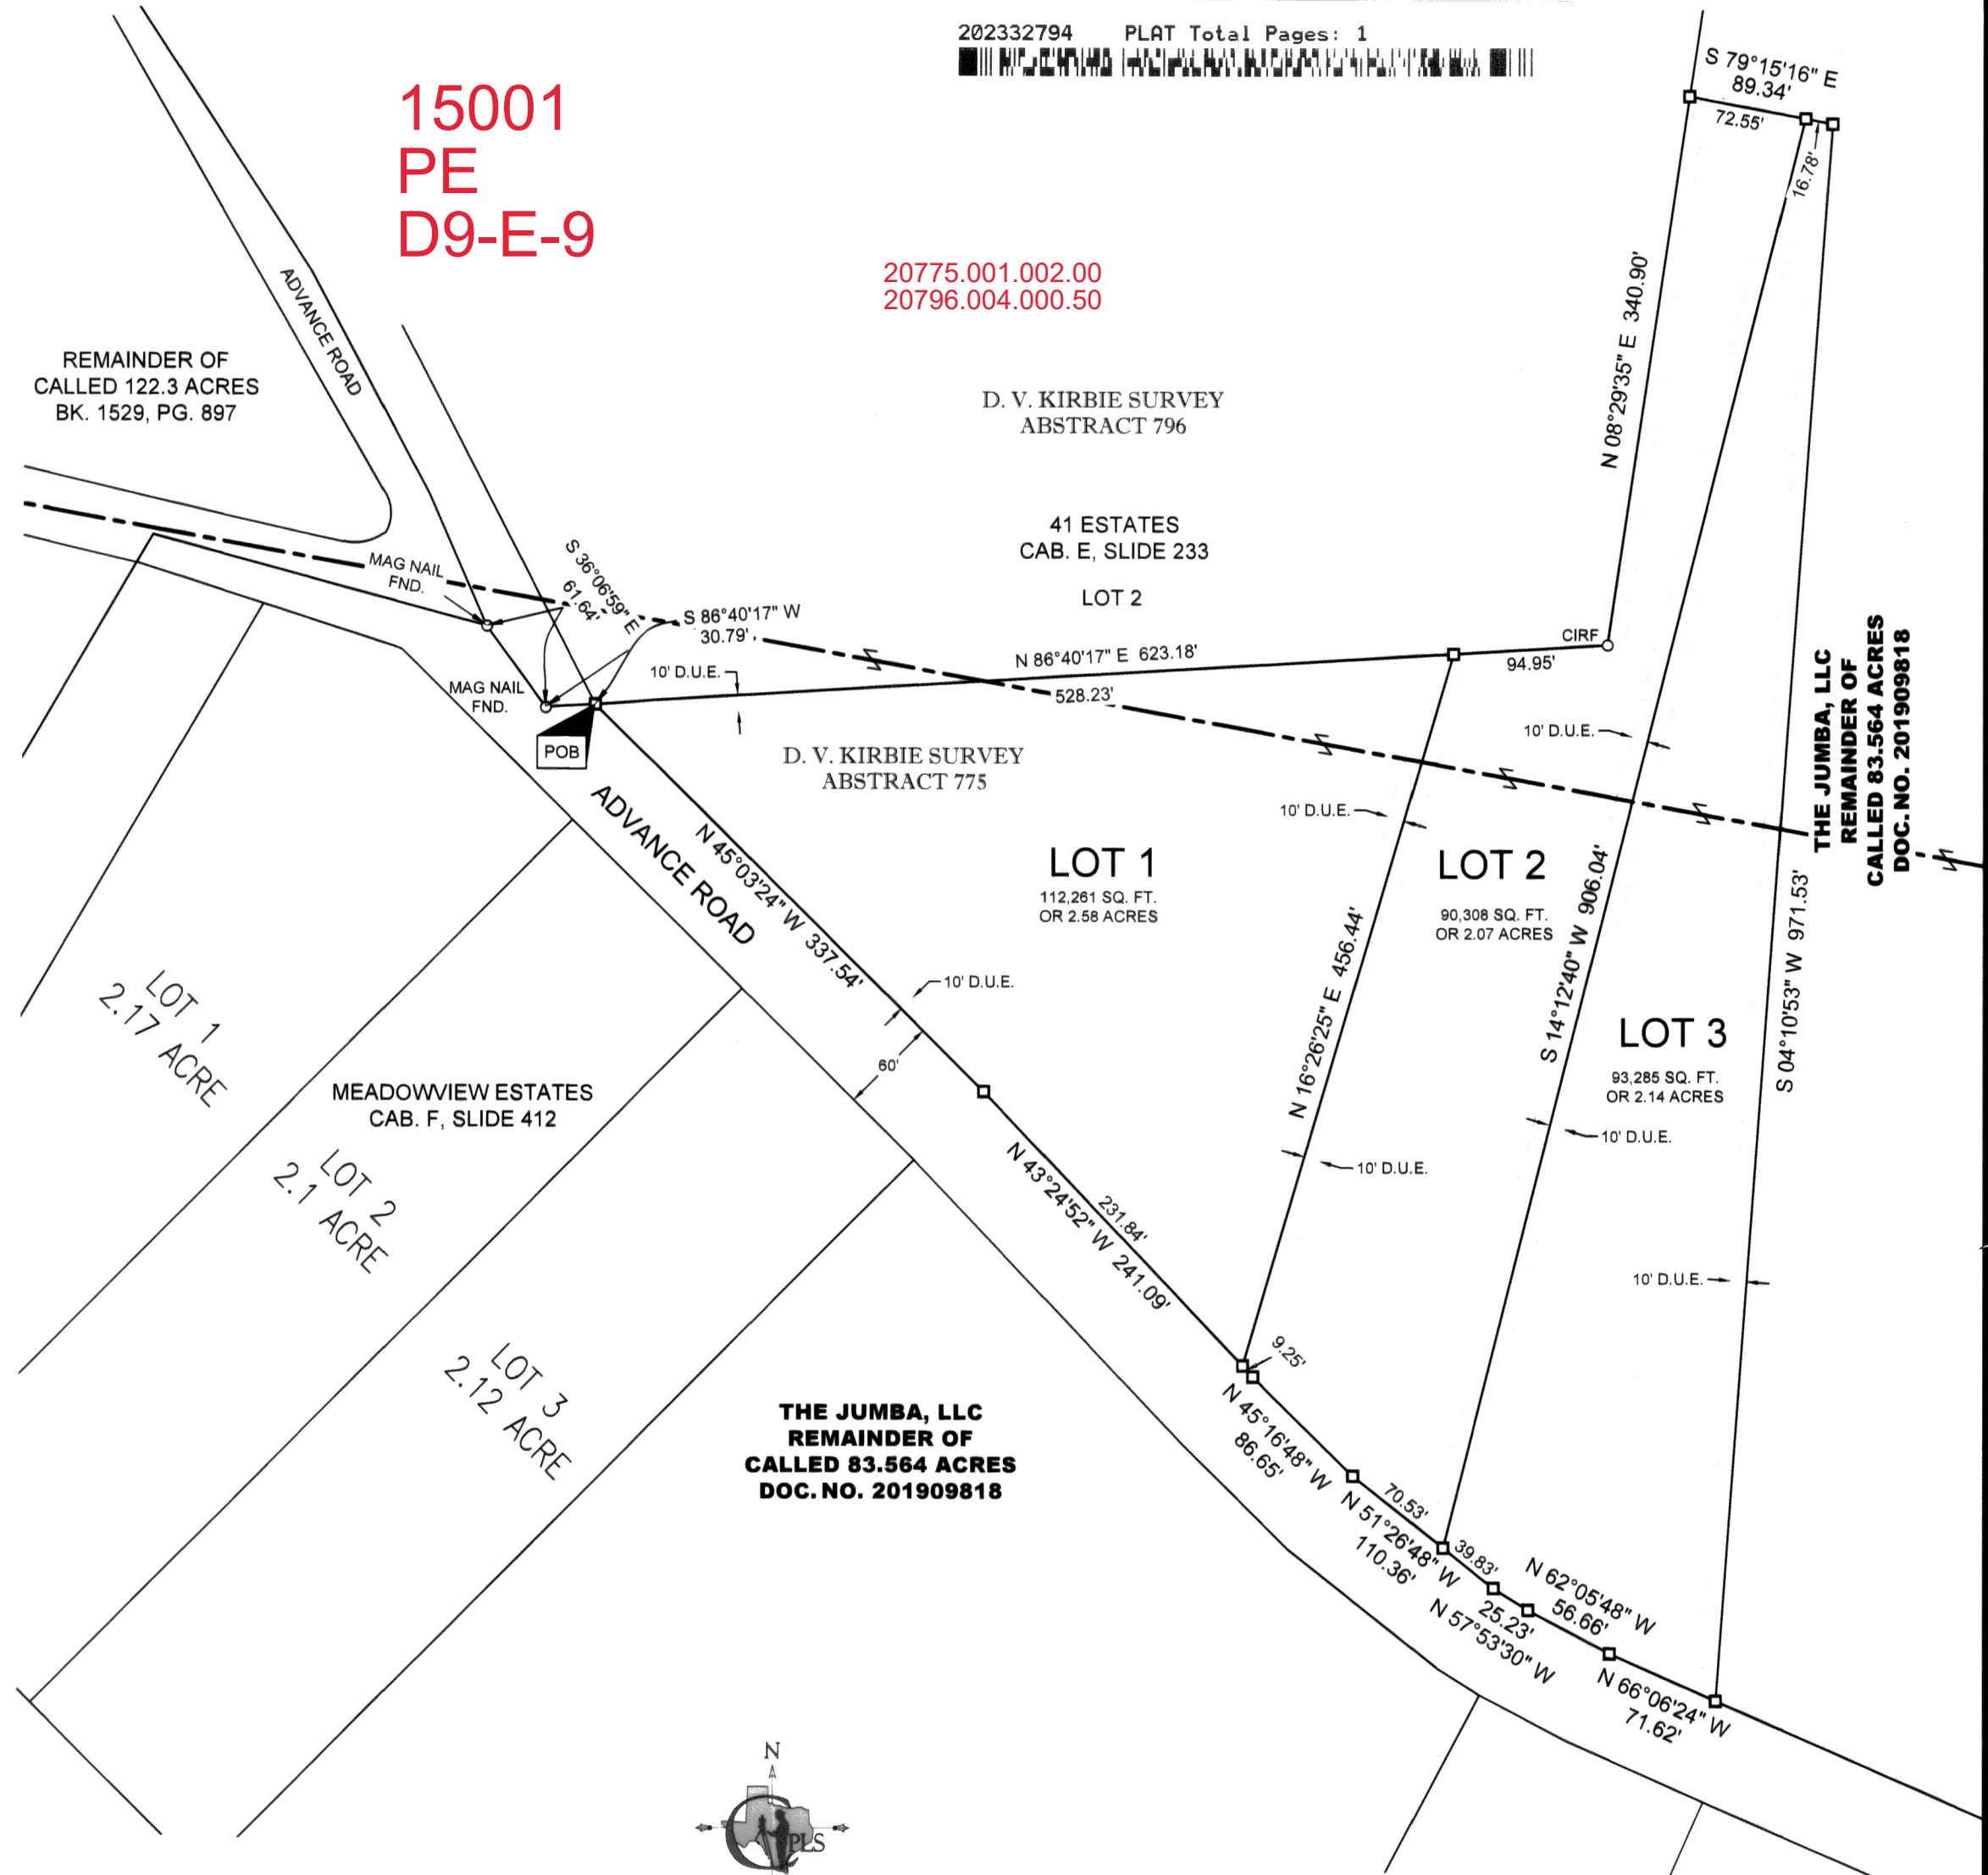 202332794 PLAT Total Pages: 1
15001
PE
D9-E-9
20775.001.002.00
20796.004.000.50
S 79°15'16" E
89.34'
72.55'
16.78'
N 08°29'35" E 340.90'
ADVANCE ROAD
REMAINDER OF
CALLED 122.3 ACRES
BK. 1529, PG. 897
D. V. KIRBIE SURVEY
ABSTRACT 796
41 ESTATES
CAB. E, SLIDE 233
LOT 2
MAG NAIL
FND.
S 36°06'59" E
61.64'
S 86°40'17" W
30.79'
10' D.U.E.
N 86°40'17" E 623.18'
528.23'
CIRF
94.95'
MAG NAIL
FND.
POB
10' D.U.E.
THE JUMBA, LLC
REMAINDER OF
CALLED 83.564 ACRES
DOC. NO. 201909818
D. V. KIRBIE SURVEY
ABSTRACT 775
ADVANCE ROAD
N 45°03'24" W 337.54'
10' D.U.E.
LOT 1
112,261 SQ. FT.
OR 2.58 ACRES
LOT 2
90,308 SQ. FT.
OR 2.07 ACRES
S 14°12'40" W 906.04'
S 04°10'53" W 971.53'
N 16°26'25" E 456.44'
10' D.U.E.
60'
LOT 3
93,285 SQ. FT.
OR 2.14 ACRES
10' D.U.E.
10' D.U.E.
10' D.U.E.
LOT 1
2.17 ACRE
MEADOWVIEW ESTATES
CAB. F, SLIDE 412
LOT 2
2.1 ACRE
LOT 3
2.12 ACRE
231.84'
N 43°24'52" W 241.09'
9.25'
N 45°16'48" W
86.65'
70.53'
N 51°26'48" W
110.36'
39.83'
25.23'
N 57°53'30" W
N 62°05'48" W
56.66'
N 66°06'24" W
71.62'
THE JUMBA, LLC
REMAINDER OF
CALLED 83.564 ACRES
DOC. NO. 201909818
N
PLS